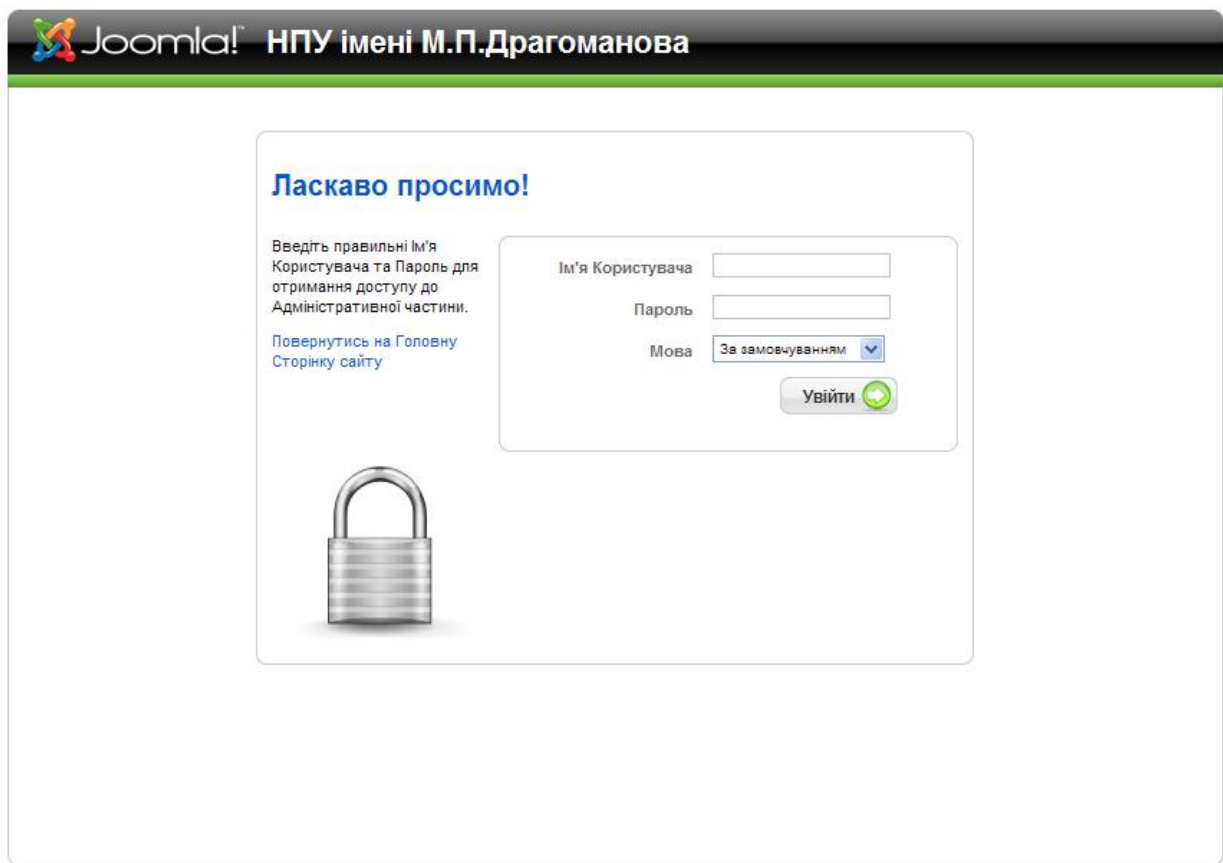 Joomla!™ НПУ імені М.П.Драгоманова
Ласкаво просимо!
Введіть правильні Ім'я
Користувача та Пароль для
отримання доступу до
Адміністративної частини.
Повернутись на Головну
Сторінку сайту
Ім'я Користувача
Пароль
Мова За замовчуванням
Увійти